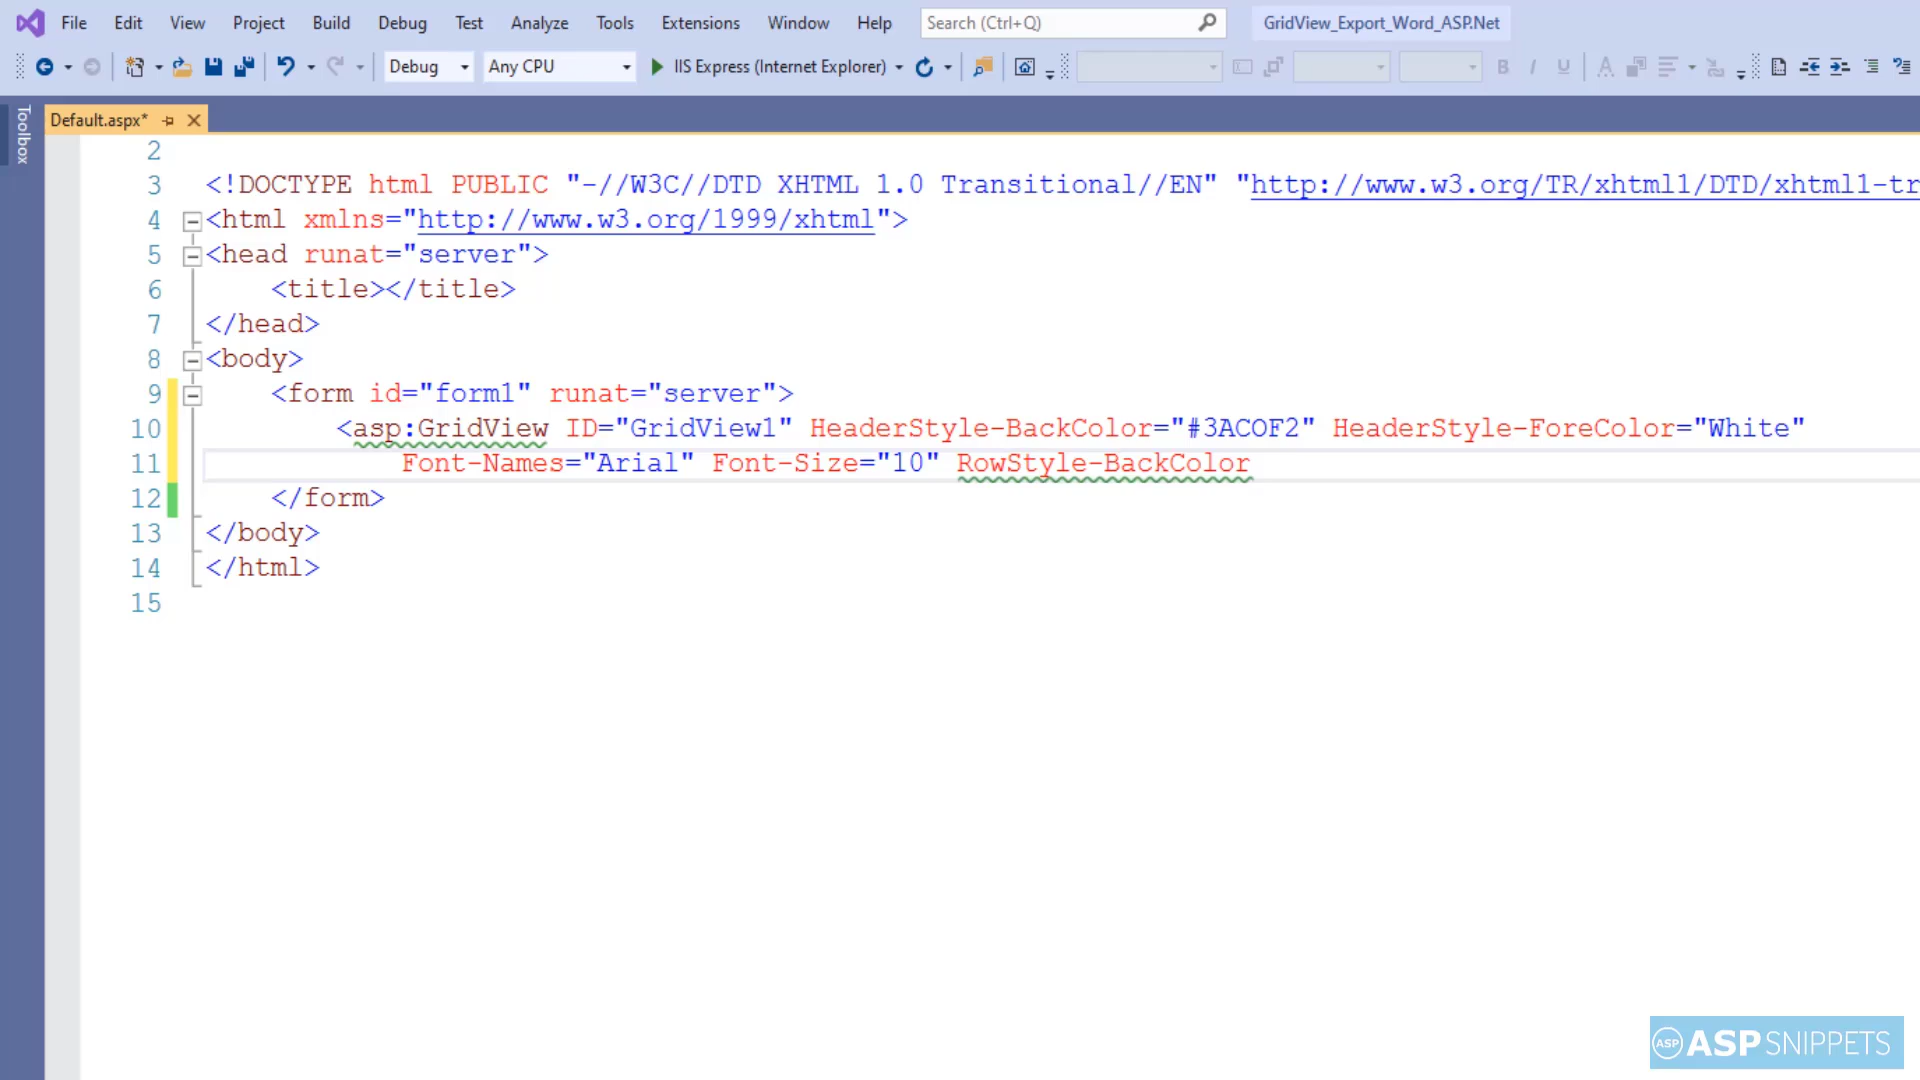 File Edit View Project Build Debug Test Analyze Tools Extensions Window Help Search (Ctrl+Q) GridView_Export_Word_ASP.Net
Debug Any CPU IIS Express (Internet Explorer) B I U A
Toolbox
Default.aspx*
2
3 <!DOCTYPE html PUBLIC "-//W3C//DTD XHTML 1.0 Transitional//EN" "http://www.w3.org/TR/xhtml1/DTD/xhtml1-tr
4 <html xmlns="http://www.w3.org/1999/xhtml">
5 <head runat="server">
6 <title></title>
7 </head>
8 <body>
9 <form id="form1" runat="server">
10 <asp:GridView ID="GridView1" HeaderStyle-BackColor="#3AC0F2" HeaderStyle-ForeColor="White"
11 Font-Names="Arial" Font-Size="10" RowStyle-BackColor
12 </form>
13 </body>
14 </html>
15
ASP ASPSNIPPETS